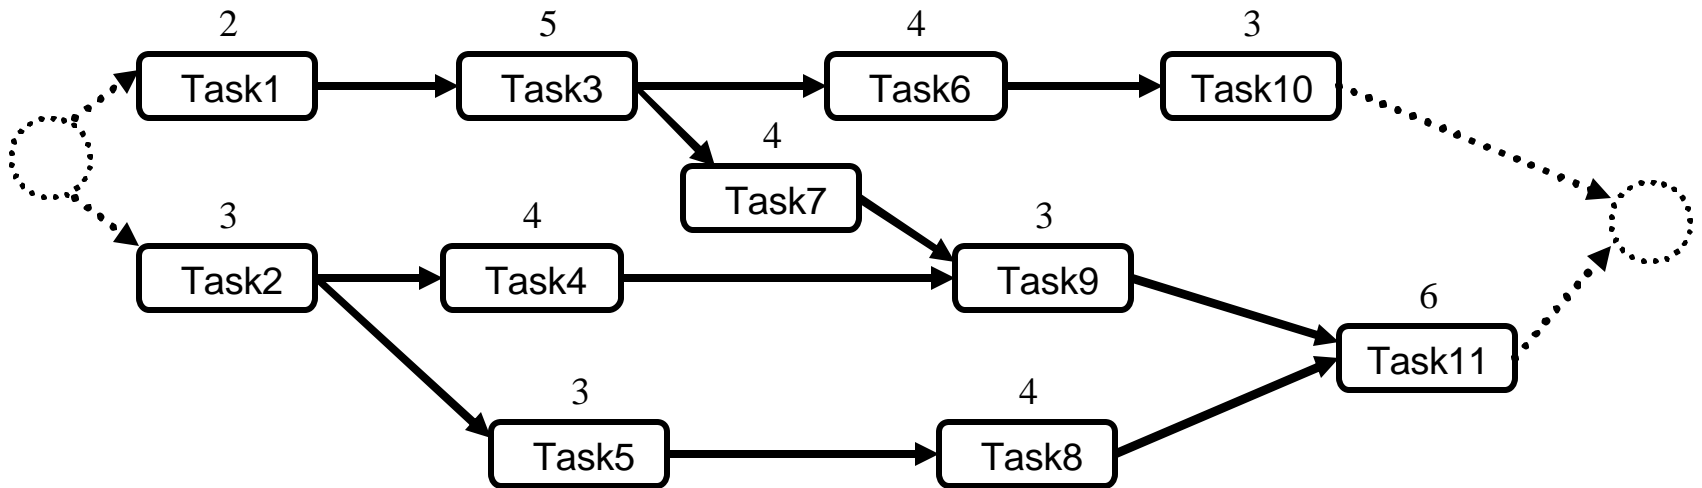 2 5 4 3
Task1 Task3 Task6 Task10
4
Task7
3 4 3
Task2 Task4 Task9
6
Task11
3 4
Task5 Task8